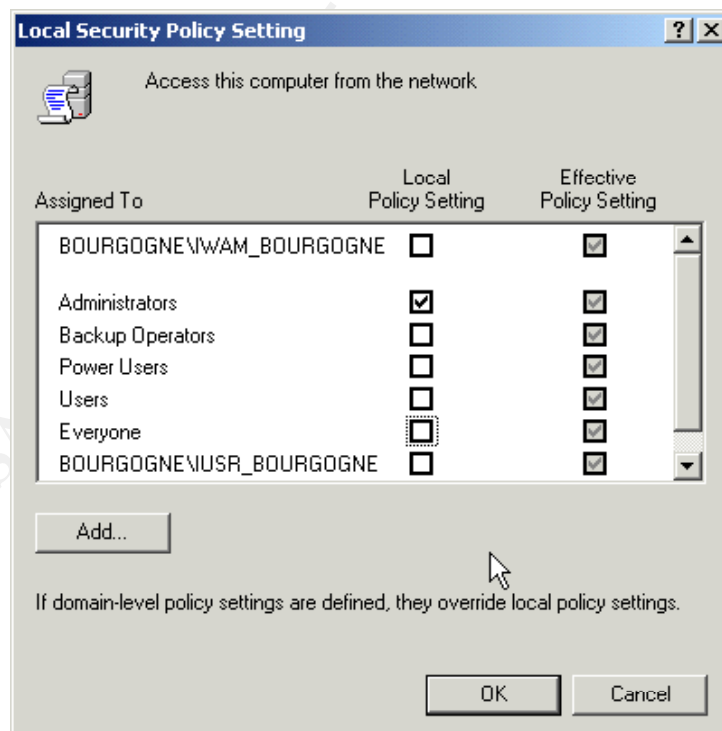 Local Security Policy Setting
Access this computer from the network
Local Effective
Assigned To Policy Setting Policy Setting
BOURGOGNE\IWAM_BOURGOGNE
Administrators
Backup Operators
Power Users
Users
Everyone
BOURGOGNE\IUSR_BOURGOGNE
Add...
If domain-level policy settings are defined, they override local policy settings.
OK Cancel